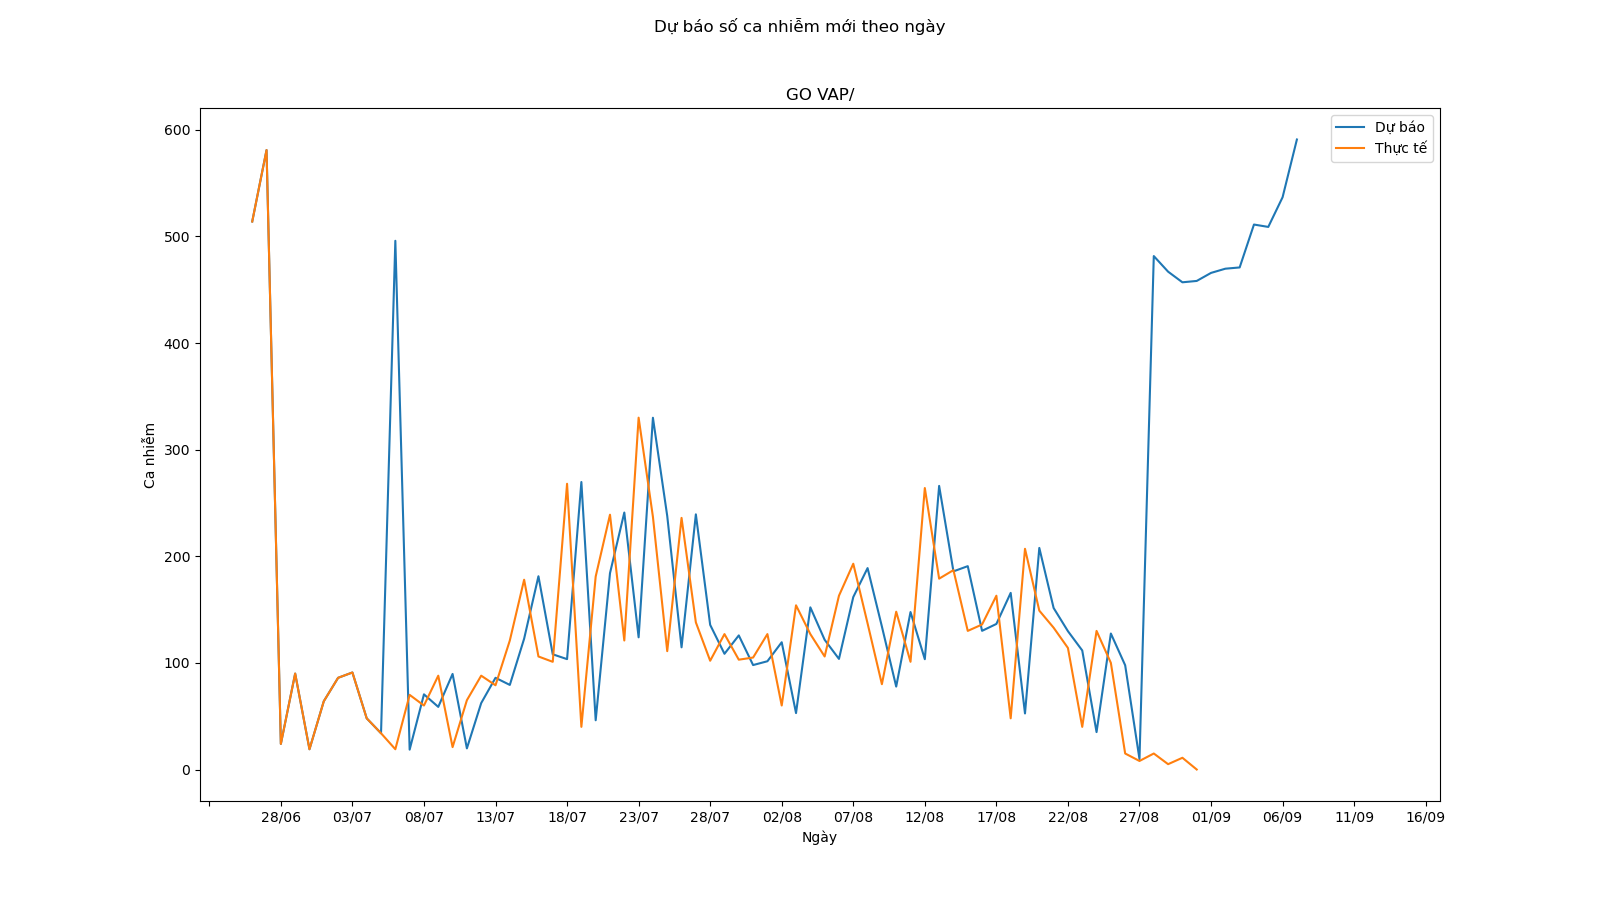 Dự báo số ca nhiễm mới theo ngày
GO VAP/
Dự báo
Thực tế
600
500
400
300
200
100
0
Ca nhiễm
28/06 03/07 08/07 13/07 18/07 23/07 28/07 02/08 07/08 12/08 17/08 22/08 27/08 01/09 06/09 11/09 16/09
Ngày